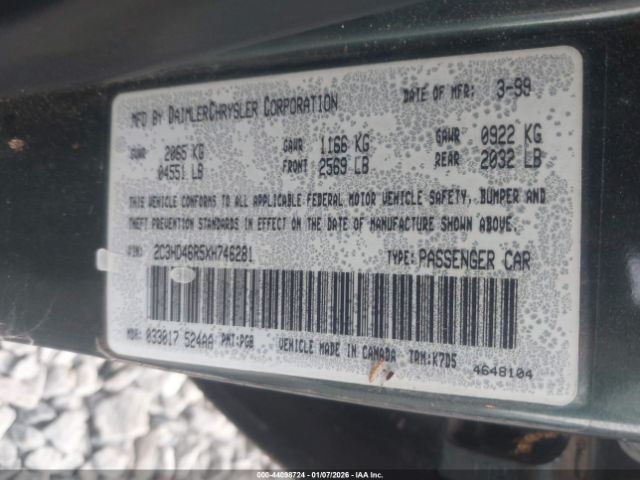 MFD BY DAIMLERCHRYSLER CORPORATION DATE OF MFR: 3-99
GVWR 2065 KG 04551 LB GAWR FRONT 1166 KG 2569 LB GAWR REAR 0922 KG 2032 LB
THIS VEHICLE CONFORMS TO ALL APPLICABLE FEDERAL MOTOR VEHICLE SAFETY, BUMPER AND
THEFT PREVENTION STANDARDS IN EFFECT ON THE DATE OF MANUFACTURE SHOWN ABOVE.
VIN: 2C3HD46R5XH746281 TYPE: PASSENGER CAR
MDH: 033017 524AA PNT:PGB VEHICLE MADE IN CANADA TRM:K7D5 4648104
000-44098724 | 01/07/2026 | IAA Inc.